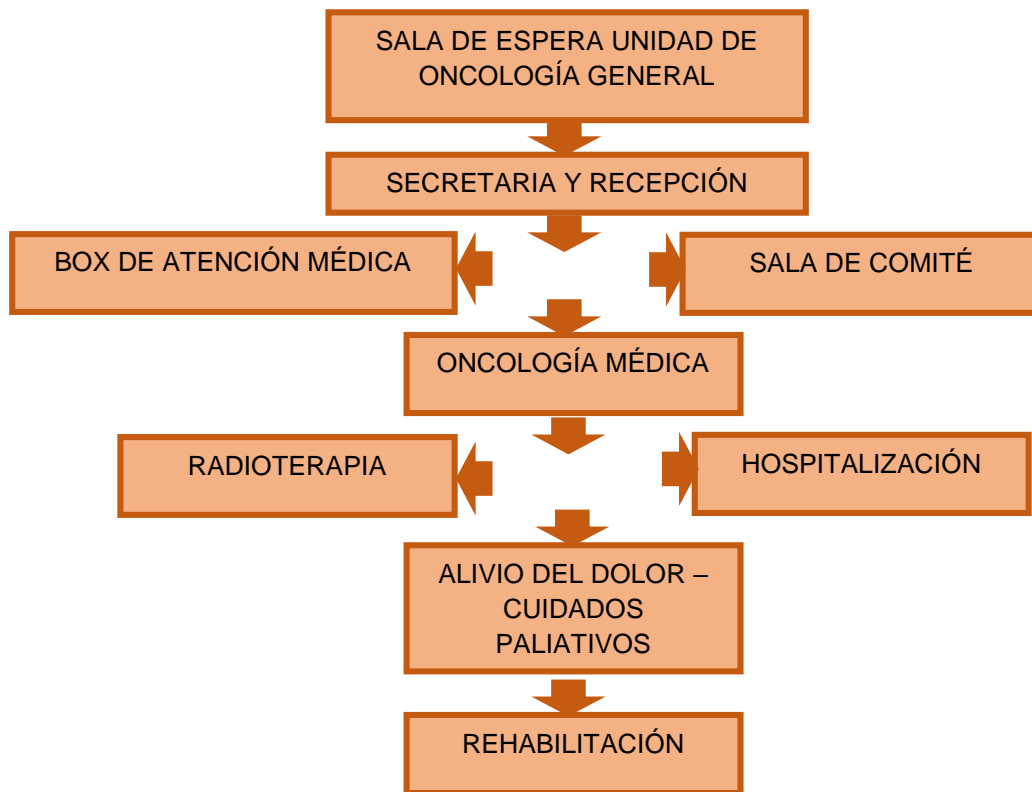 SALA DE ESPERA UNIDAD DE
ONCOLOGÍA GENERAL
SECRETARIA Y RECEPCIÓN
BOX DE ATENCIÓN MÉDICA
SALA DE COMITÉ
ONCOLOGÍA MÉDICA
RADIOTERAPIA
HOSPITALIZACIÓN
ALIVIO DEL DOLOR –
CUIDADOS
PALIATIVOS
REHABILITACIÓN